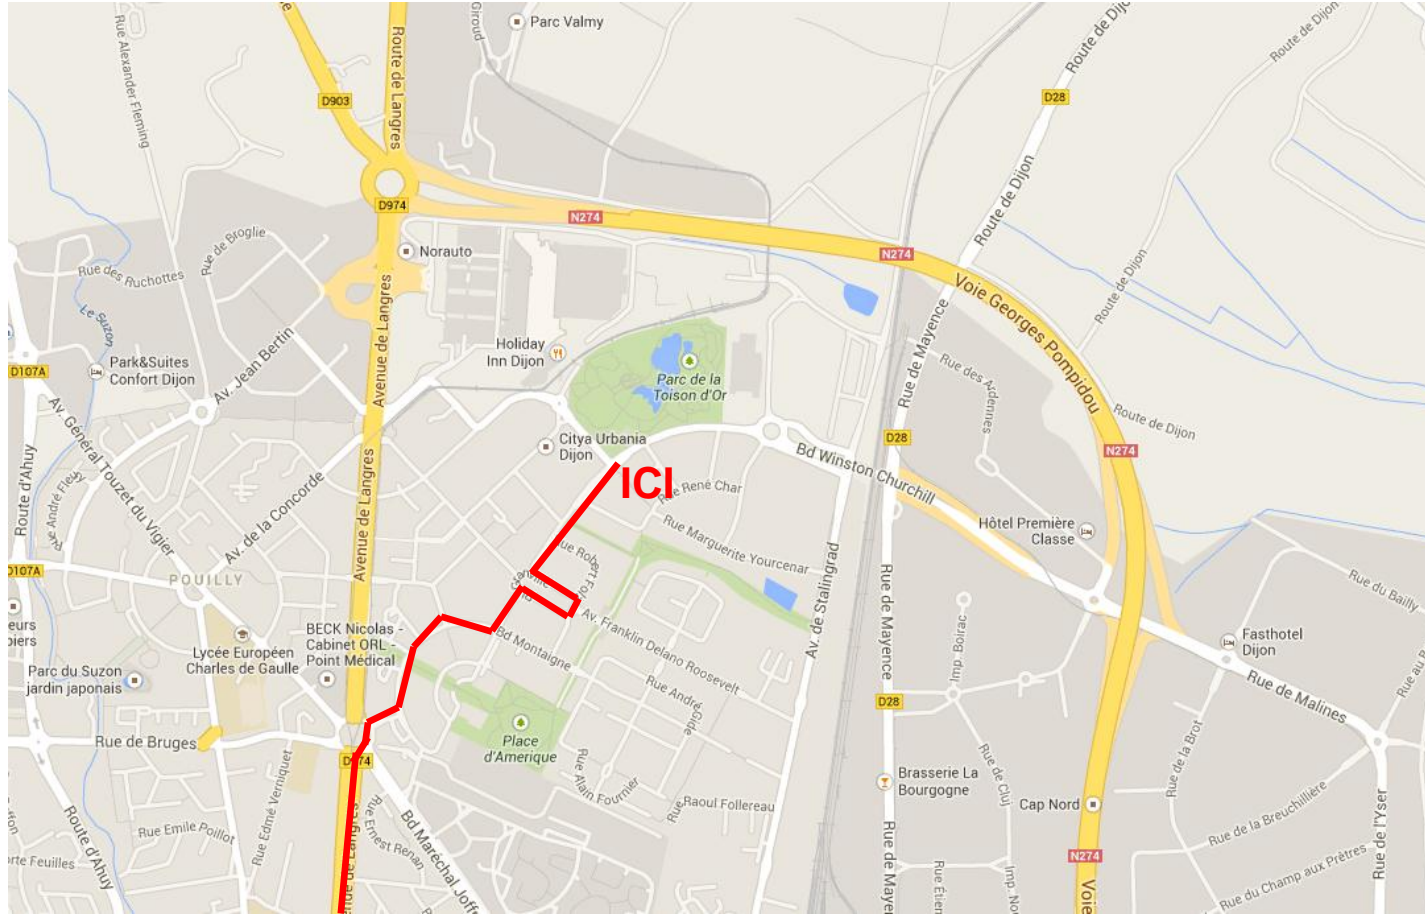 Parc Valmy
Giroud
Rue Alexander Fleming
Route de Langres
Route de Dijon
Route de Dijon
D903
D28
D974
N274
Route de Dijon
Norauto
Rue de Broglie
Rue des Ruchottes
N274
Voie Georges Pompidou
Route de Dijon
Le Suzon
Avenue de Langres
Holiday
Inn Dijon
Rue de Mayence
Rue des Ardennes
Park&Suites
Confort Dijon
Av. Jean Bertin
D107A
Parc de la
Toison d'Or
Route de Dijon
Av. Général Touzet du Vigier
Route d'Ahuy
Citya Urbania
Dijon
D28
Bd Winston Churchill
N274
ICI
Rue René Char
Rue André Fleury
Av. de la Concorde
Avenue de Langres
Rue Marguerite Yourcenar
Hôtel Première
Classe
Av. de Stalingrad
D107A
POUILLY
Rue de Mayence
Rue du Bailly
Av. Franklin Delano Roosevelt
BECK Nicolas -
Cabinet ORL -
Point Médical
Bd Montaigne
Imp. Boirac
Fasthotel
Dijon
Lycée Européen
Charles de Gaulle
Parc du Suzon
jardin japonais
Rue André Gide
D28
Rue de Malines
Rue de Bruges
Place
d'Amerique
Rue Alain Fournier
Rue de la Brot
Rue de Cluj
Brasserie La
Bourgogne
Rue Raoul Follereau
Cap Nord
Rue Edmé Verniquet
Rue Emile Poillot
Rue Ernest Renan
Bd Maréchal Joffre
Route d'Ahuy
Rue de la Breuchillière
Rue de l'Yser
N274
Rue du Champ aux Prêtres
Voie